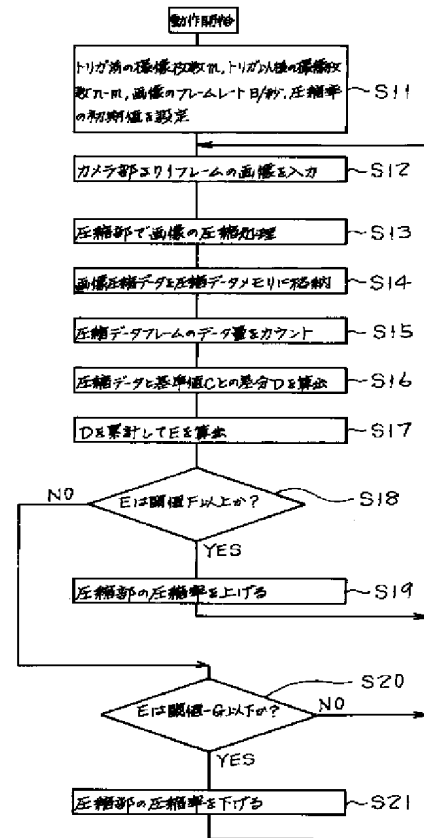 動作開始
トリガ前の撮像枚数m,トリガ以後の撮像枚
数n-m,画像のフレームレートB/秒,圧縮率
の初期値を設定
S11
カメラ部より1フレームの画像を入力
S12
圧縮部で画像の圧縮処理
S13
画像圧縮データを圧縮データメモリに格納
S14
圧縮データフレームのデータ量をカウント
S15
圧縮データと基準値Cとの差分Dを算出
S16
Dを累計してEを算出
S17
NO
Eは閾値F以上か?
S18
YES
圧縮部の圧縮率を上げる
S19
S20
Eは閾値-G以下か?
NO
YES
圧縮部の圧縮率を下げる
S21